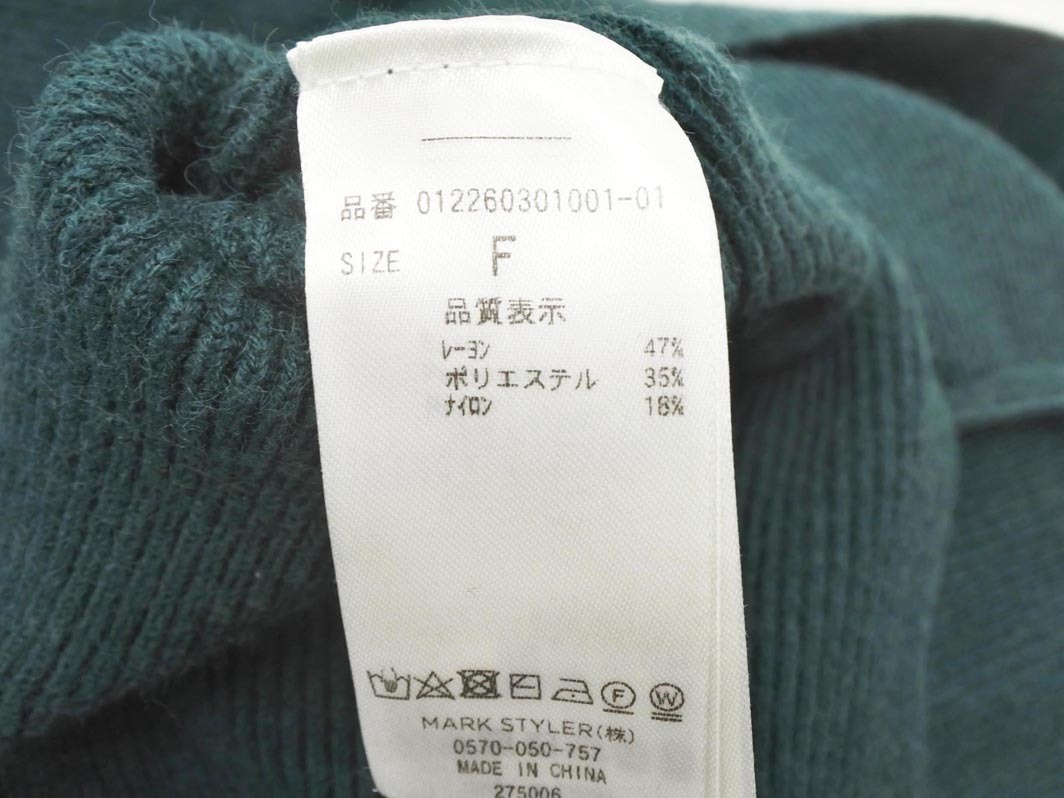 品番 012260301001-01
SIZE F
品質表示
レーヨン 47%
ポリエステル 35%
ナイロン 18%
F W
MARK STYLER(株)
0570-050-757
MADE IN CHINA
275006